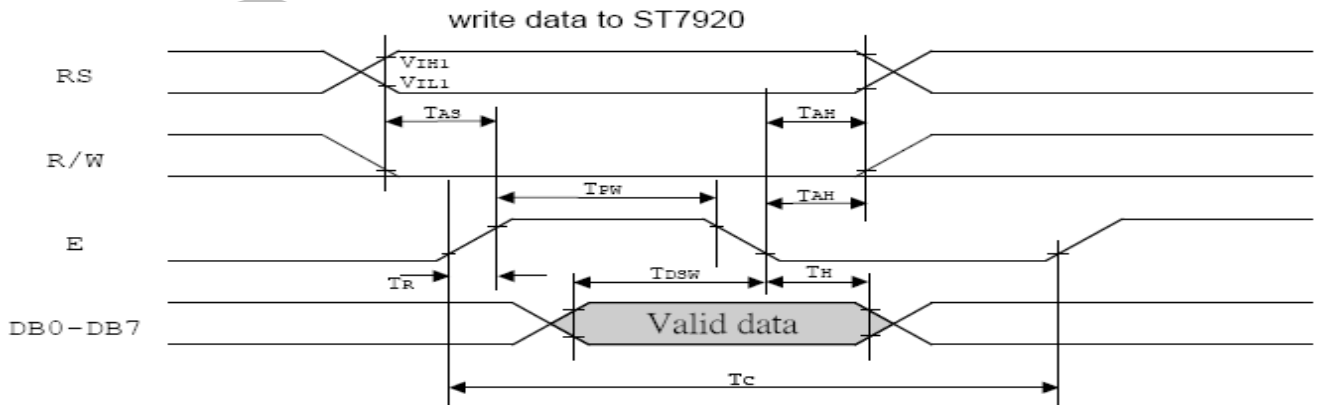 write data to ST7920
RS
VIH1
VIL1
TAS
TAH
R/W
TPW
TAH
E
TR
TDSW
TH
DB0-DB7
Valid data
TC